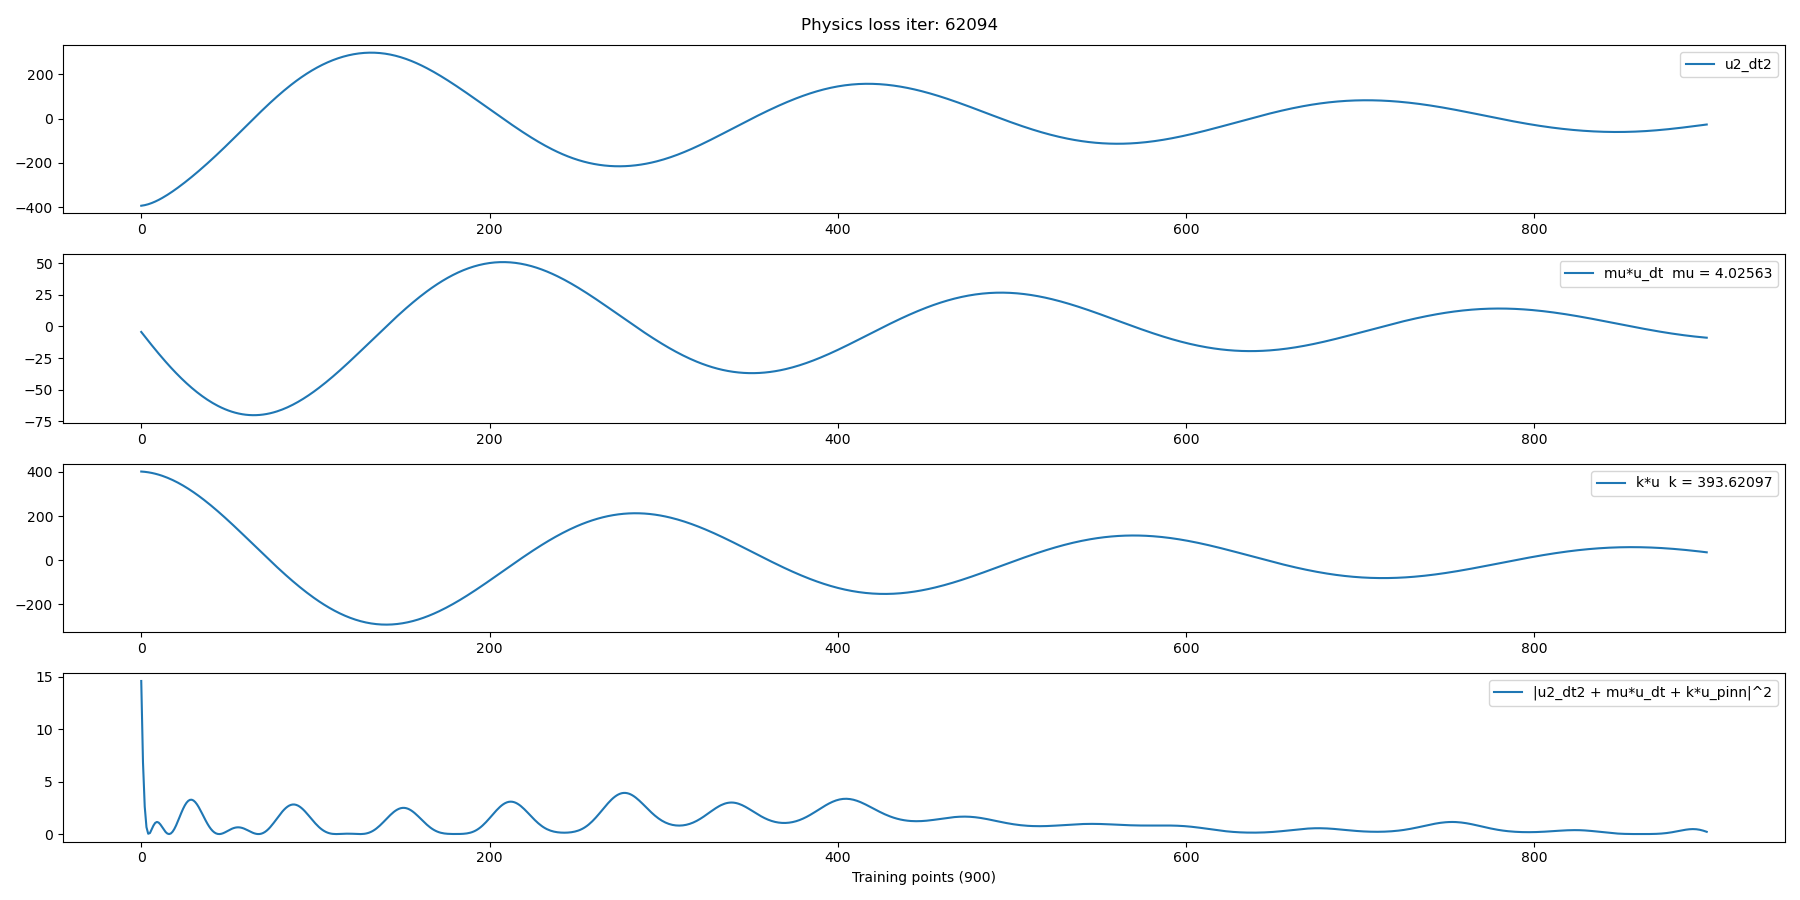 Physics loss iter: 62094
u2_dt2
200
0
−200
−400
0 200 400 600 800
mu*u_dt mu = 4.02563
50
25
0
−25
−50
−75
0 200 400 600 800
k*u k = 393.62097
400
200
0
−200
0 200 400 600 800
|u2_dt2 + mu*u_dt + k*u_pinn|^2
15
10
5
0
0 200 400 600 800
Training points (900)